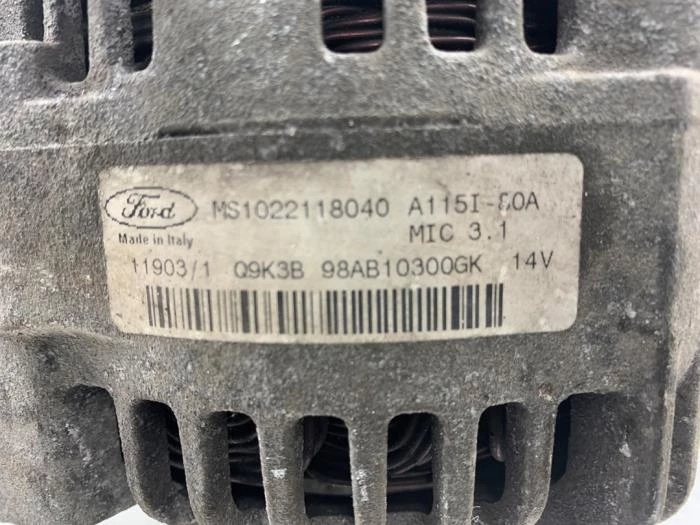 Ford MS1022118040 A115I-80A
Made in Italy MIC 3.1
11903/1 Q9K3B 98AB10300GK 14V